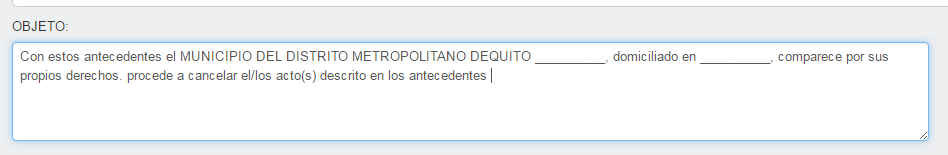 OBJETO:
Con estos antecedentes el MUNICIPIO DEL DISTRITO METROPOLITANO DEQUITO __________, domiciliado en __________, comparece por sus
propios derechos. procede a cancelar el/los acto(s) descrito en los antecedentes